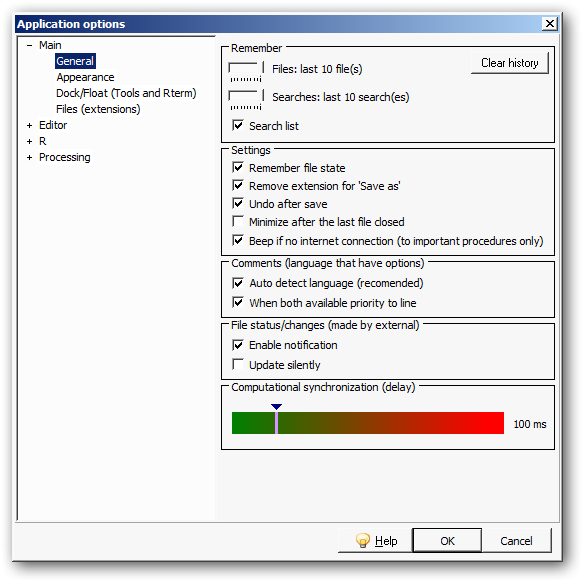 Application options
Main
General
Appearance
Dock/Float (Tools and Rterm)
Files (extensions)
Editor
R
Processing
Remember
Files: last 10 file(s)
Clear history
Searches: last 10 search(es)
Search list
Settings
Remember file state
Remove extension for 'Save as'
Undo after save
Minimize after the last file closed
Beep if no internet connection (to important procedures only)
Comments (language that have options)
Auto detect language (recomended)
When both available priority to line
File status/changes (made by external)
Enable notification
Update silently
Computational synchronization (delay)
100 ms
Help
OK
Cancel